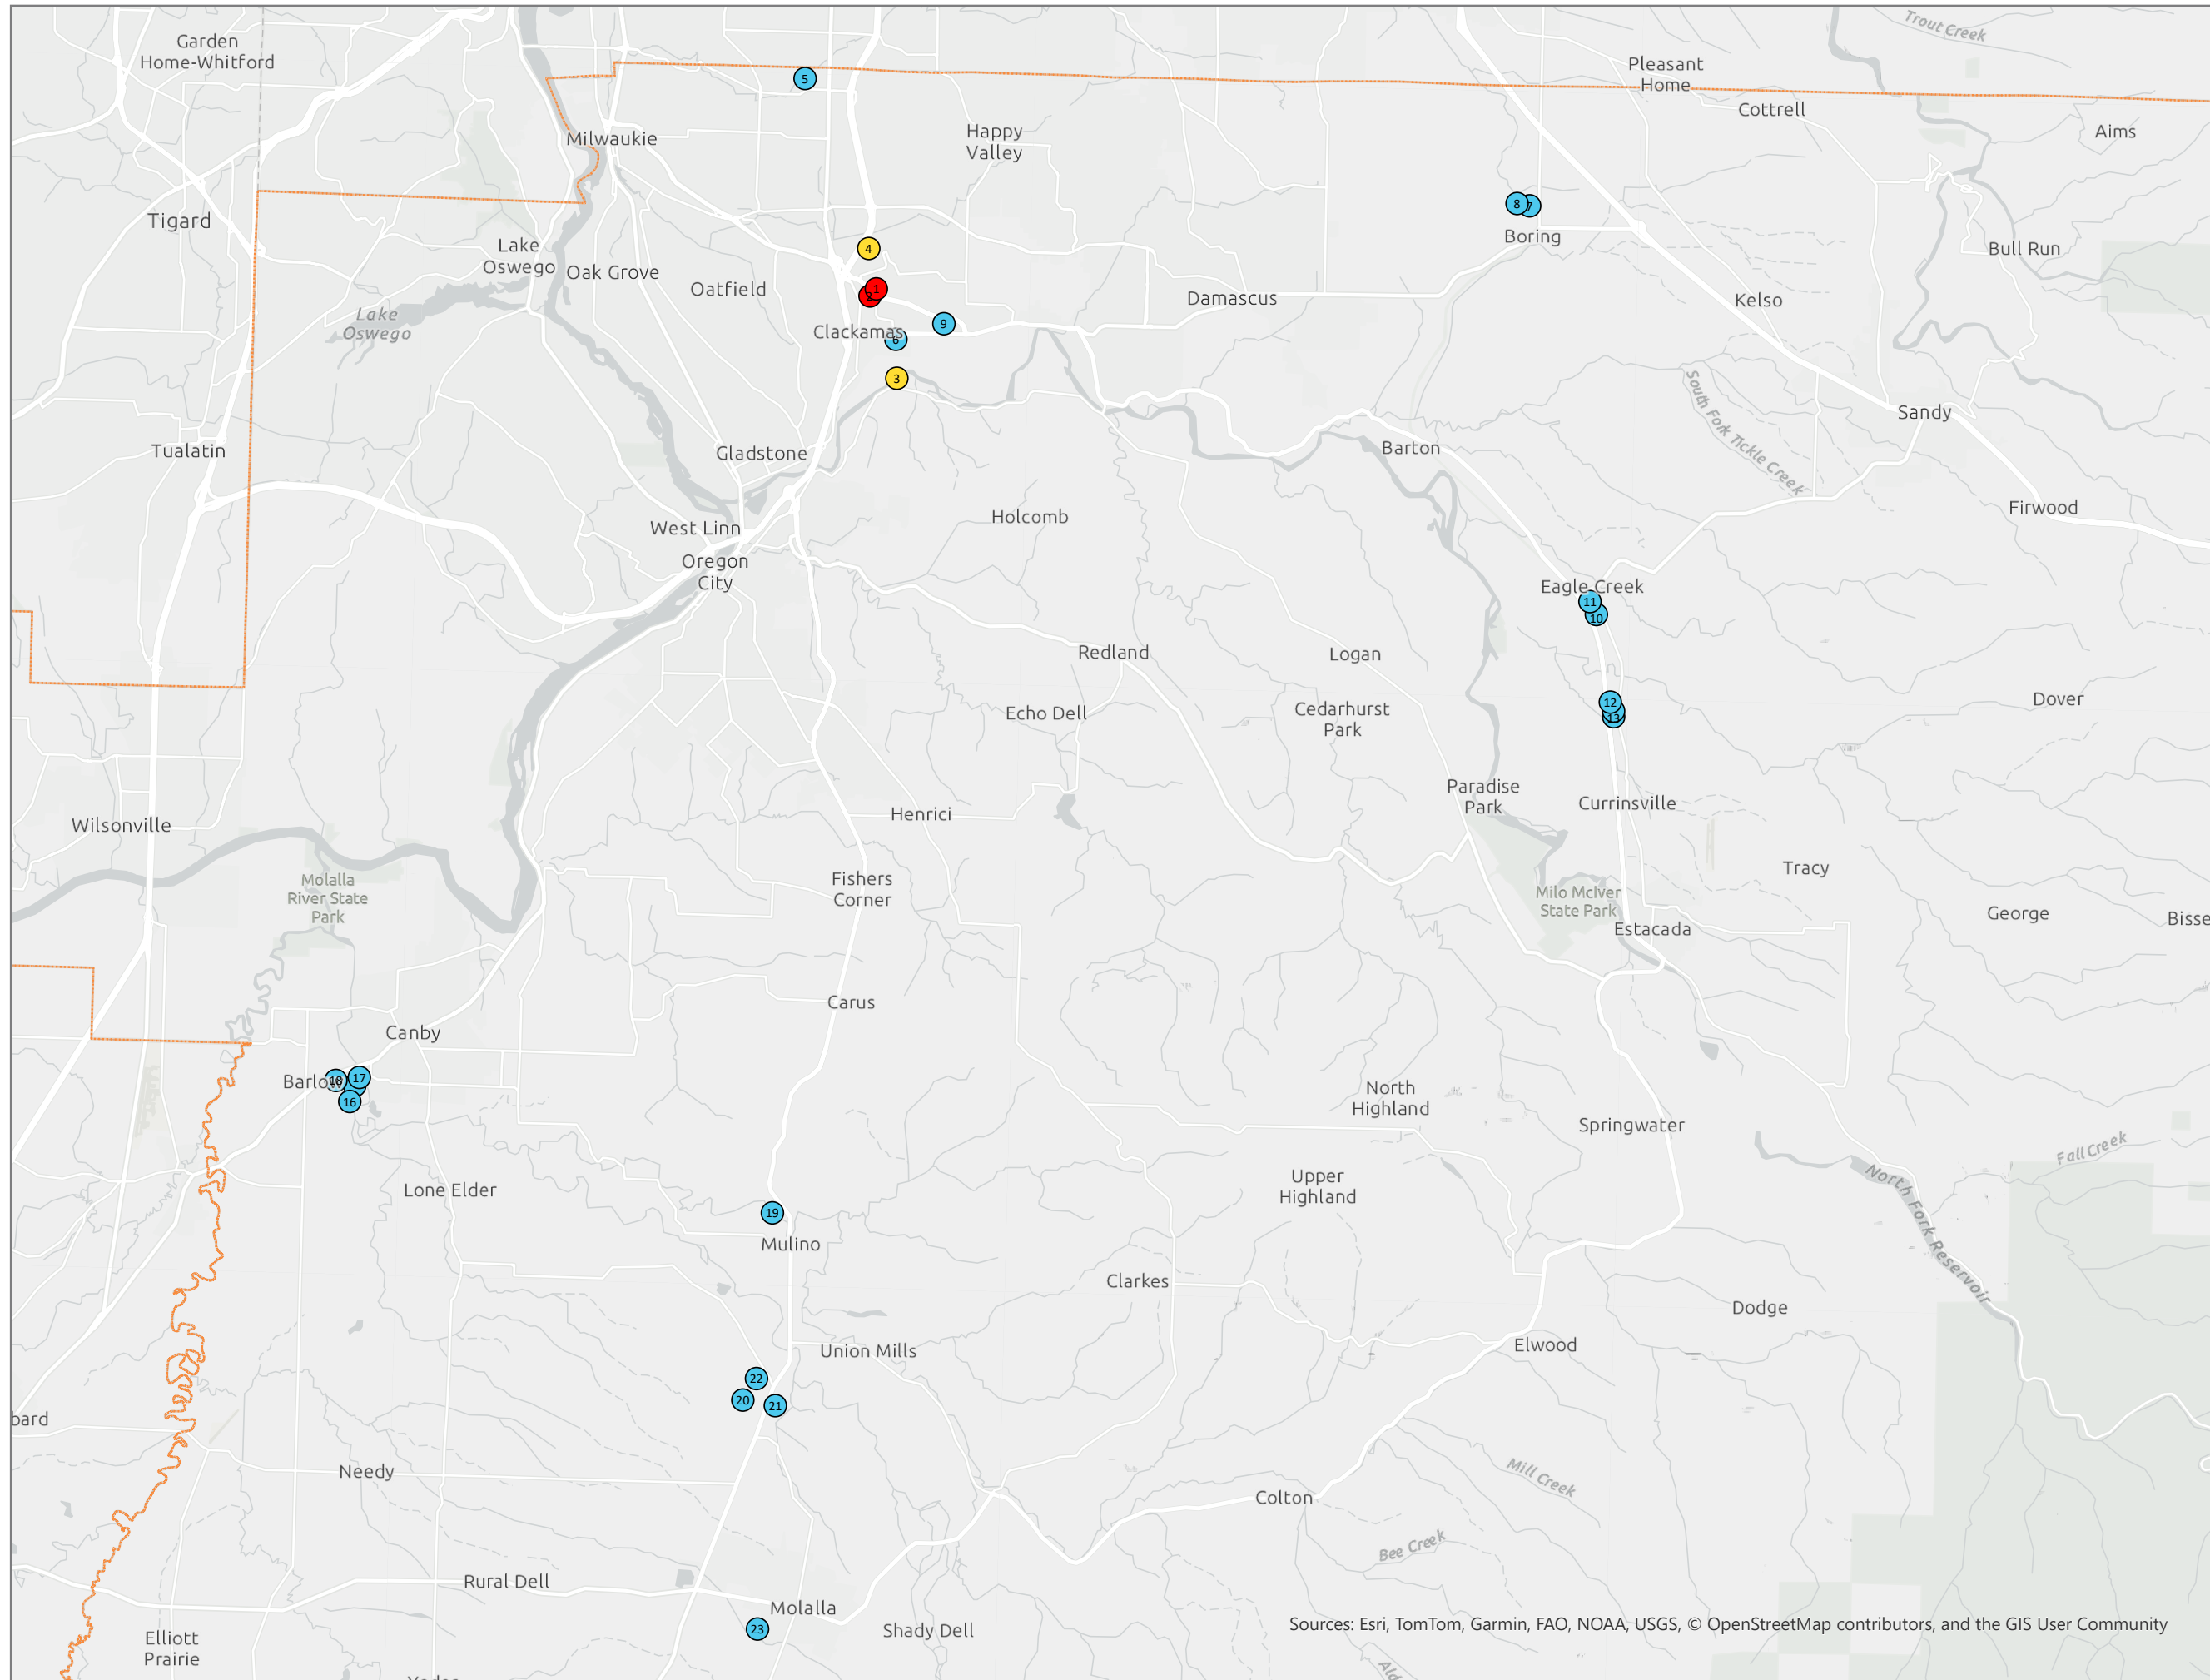 Trout Creek
Garden
Home-Whitford
Pleasant
Home
5
Cottrell
Aims
Milwaukie
Happy
Valley
8
7
Tigard
Boring
Lake
Oswego
4
Bull Run
Oak Grove
Oatfield
1
2
Damascus
Kelso
Lake
Oswego
Clackamas
9
6
3
South Fork Tickle Creek
Sandy
Tualatin
Gladstone
Barton
Firwood
Holcomb
West Linn
Oregon
City
Eagle Creek
11
10
Redland
Logan
Echo Dell
Cedarhurst
Park
12
13
Dover
Paradise
Park
Currinsville
Henrici
Wilsonville
Tracy
Molalla
River State
Park
Fishers
Corner
Milo McIver
State Park
George
Bisse
Estacada
Carus
Canby
Barlow
18
17
16
North
Highland
Springwater
Fall Creek
Upper
Highland
Lone Elder
North Fork Reservoir
19
Mulino
Clarkes
Dodge
Union Mills
Elwood
22
20
21
bard
Needy
Mill Creek
Colton
Bee Creek
Rural Dell
Molalla
23
Shady Dell
Sources: Esri, TomTom, Garmin, FAO, NOAA, USGS, © OpenStreetMap contributors, and the GIS User Community
Elliott
Prairie